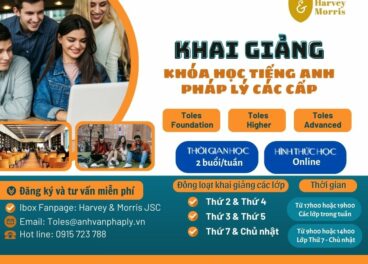 Harvey
& Morris
KHAI GIẢNG
KHÓA HỌC TIẾNG ANH
PHÁP LÝ CÁC CẤP
Toles
Foundation
Toles
Higher
Toles
Advanced
THỜI GIAN HỌC
2 buổi/tuần
HÌNH THỨC HỌC
Online
Đăng ký và tư vấn miễn phí
Ibox Fanpage: Harvey & Morris JSC
Email: Toles@anhvanphaply.vn
Hot line: 0915 723 788
Đồng loạt khai giảng các lớp
Thứ 2 & Thứ 4
Thứ 3 & Thứ 5
Thứ 7 & Chủ nhật
Thời gian
Từ 17h00 hoặc 19h00
Các lớp trong tuần
Từ 9h00 hoặc 14h00
Lớp Thứ 7 - Chủ nhật